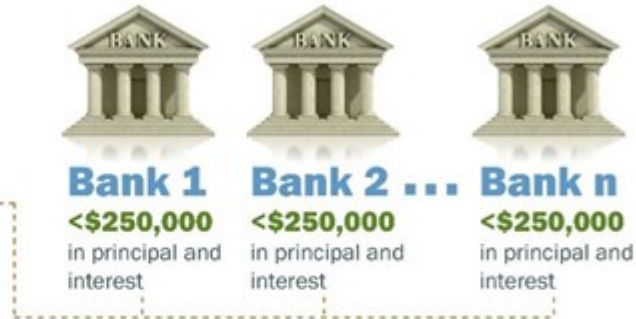 BANK BANK BANK
Bank 1 Bank 2 ... Bank n
<$250,000 <$250,000 <$250,000
in principal and in principal and in principal and
interest interest interest